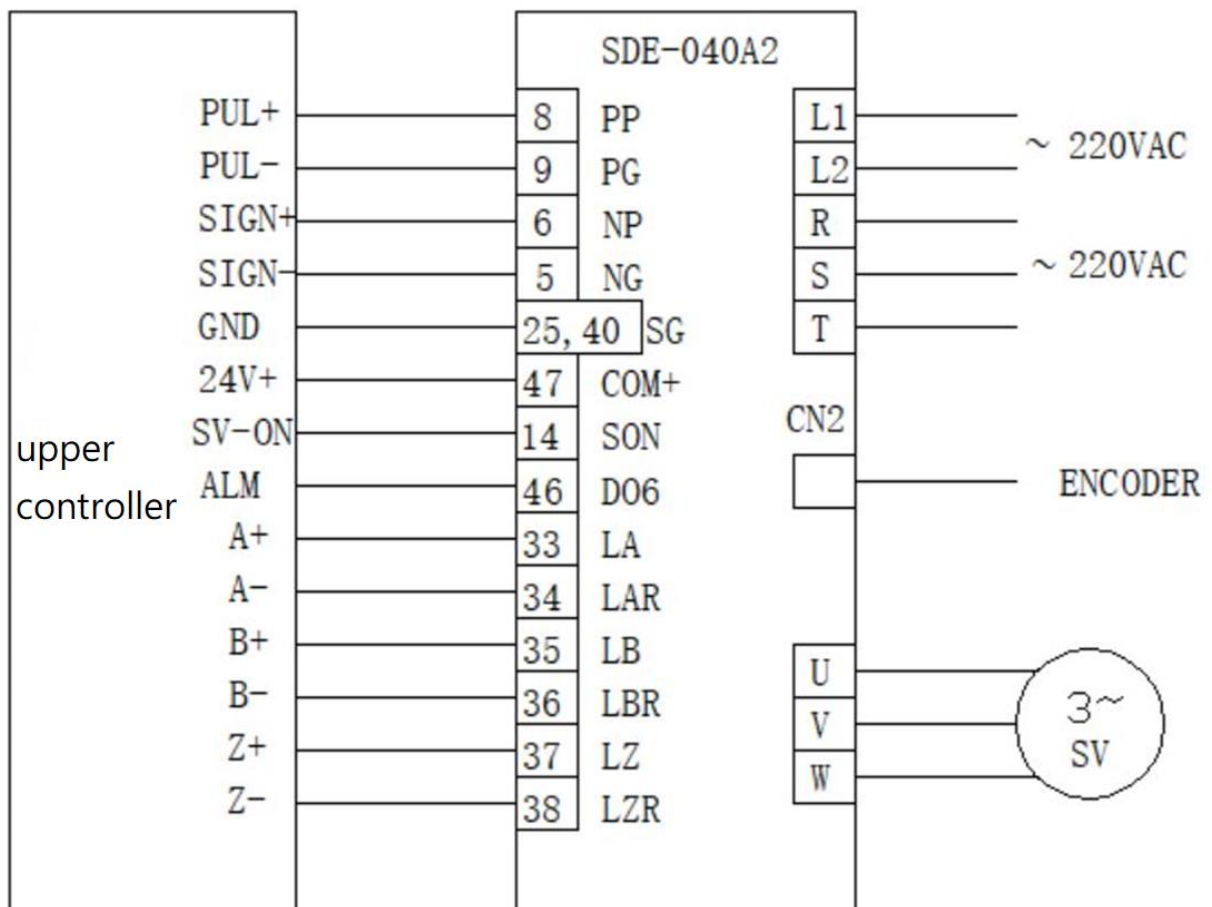 SDE-040A2
PUL+ 8 PP L1
~ 220VAC
PUL- 9 PG L2
SIGN+ 6 NP R
SIGN- 5 NG S ~ 220VAC
GND 25,40 SG T
24V+ 47 COM+
CN2
SV-ON 14 SON
upper
controller
ALM 46 DO6 ENCODER
A+ 33 LA
A- 34 LAR
B+ 35 LB U
B- 36 LBR V 3~
Z+ 37 LZ W SV
Z- 38 LZR